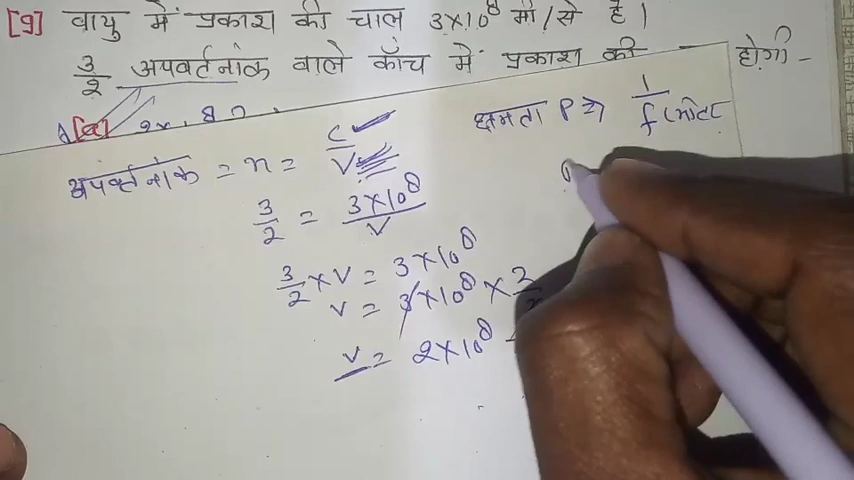 [9] वायु में प्रकाश की चाल 3×10⁸ मी/से है।
3/2 अपवर्तनांक वाले काँच में प्रकाश की होगी -
क्षमता P ⇒ 1/f (मीटर
अपवर्तनांक = n = C/V
3/2 = 3×10⁸/V
3/2 × V = 3×10⁸
V = 3×10⁸ × 2/
V = 2×10⁸